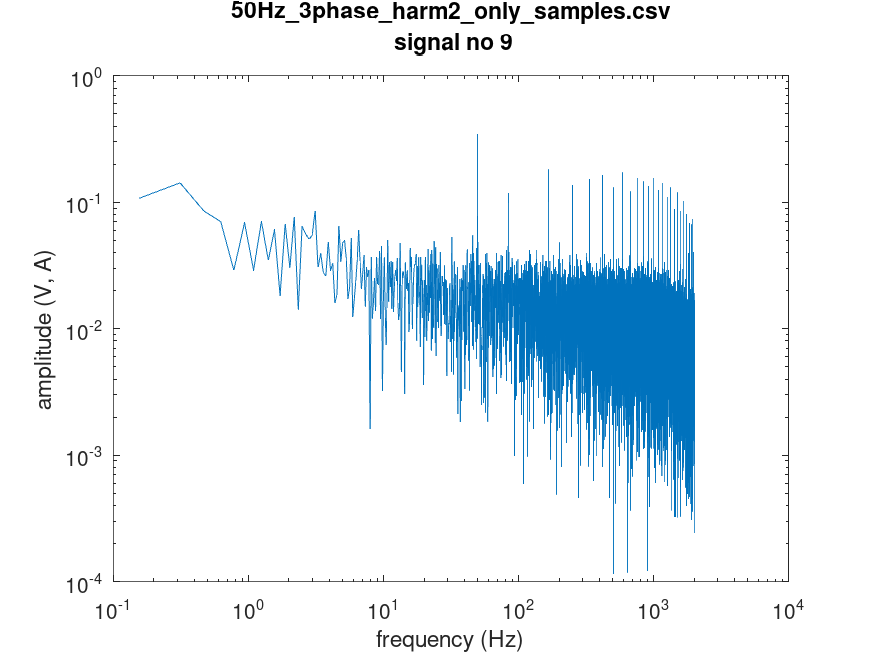 50Hz_3phase_harm2_only_samples.csv
signal no 9
10^0
10^-1
10^-2
10^-3
10^-4
amplitude (V, A)
10^-1
10^0
10^1
10^2
10^3
10^4
frequency (Hz)